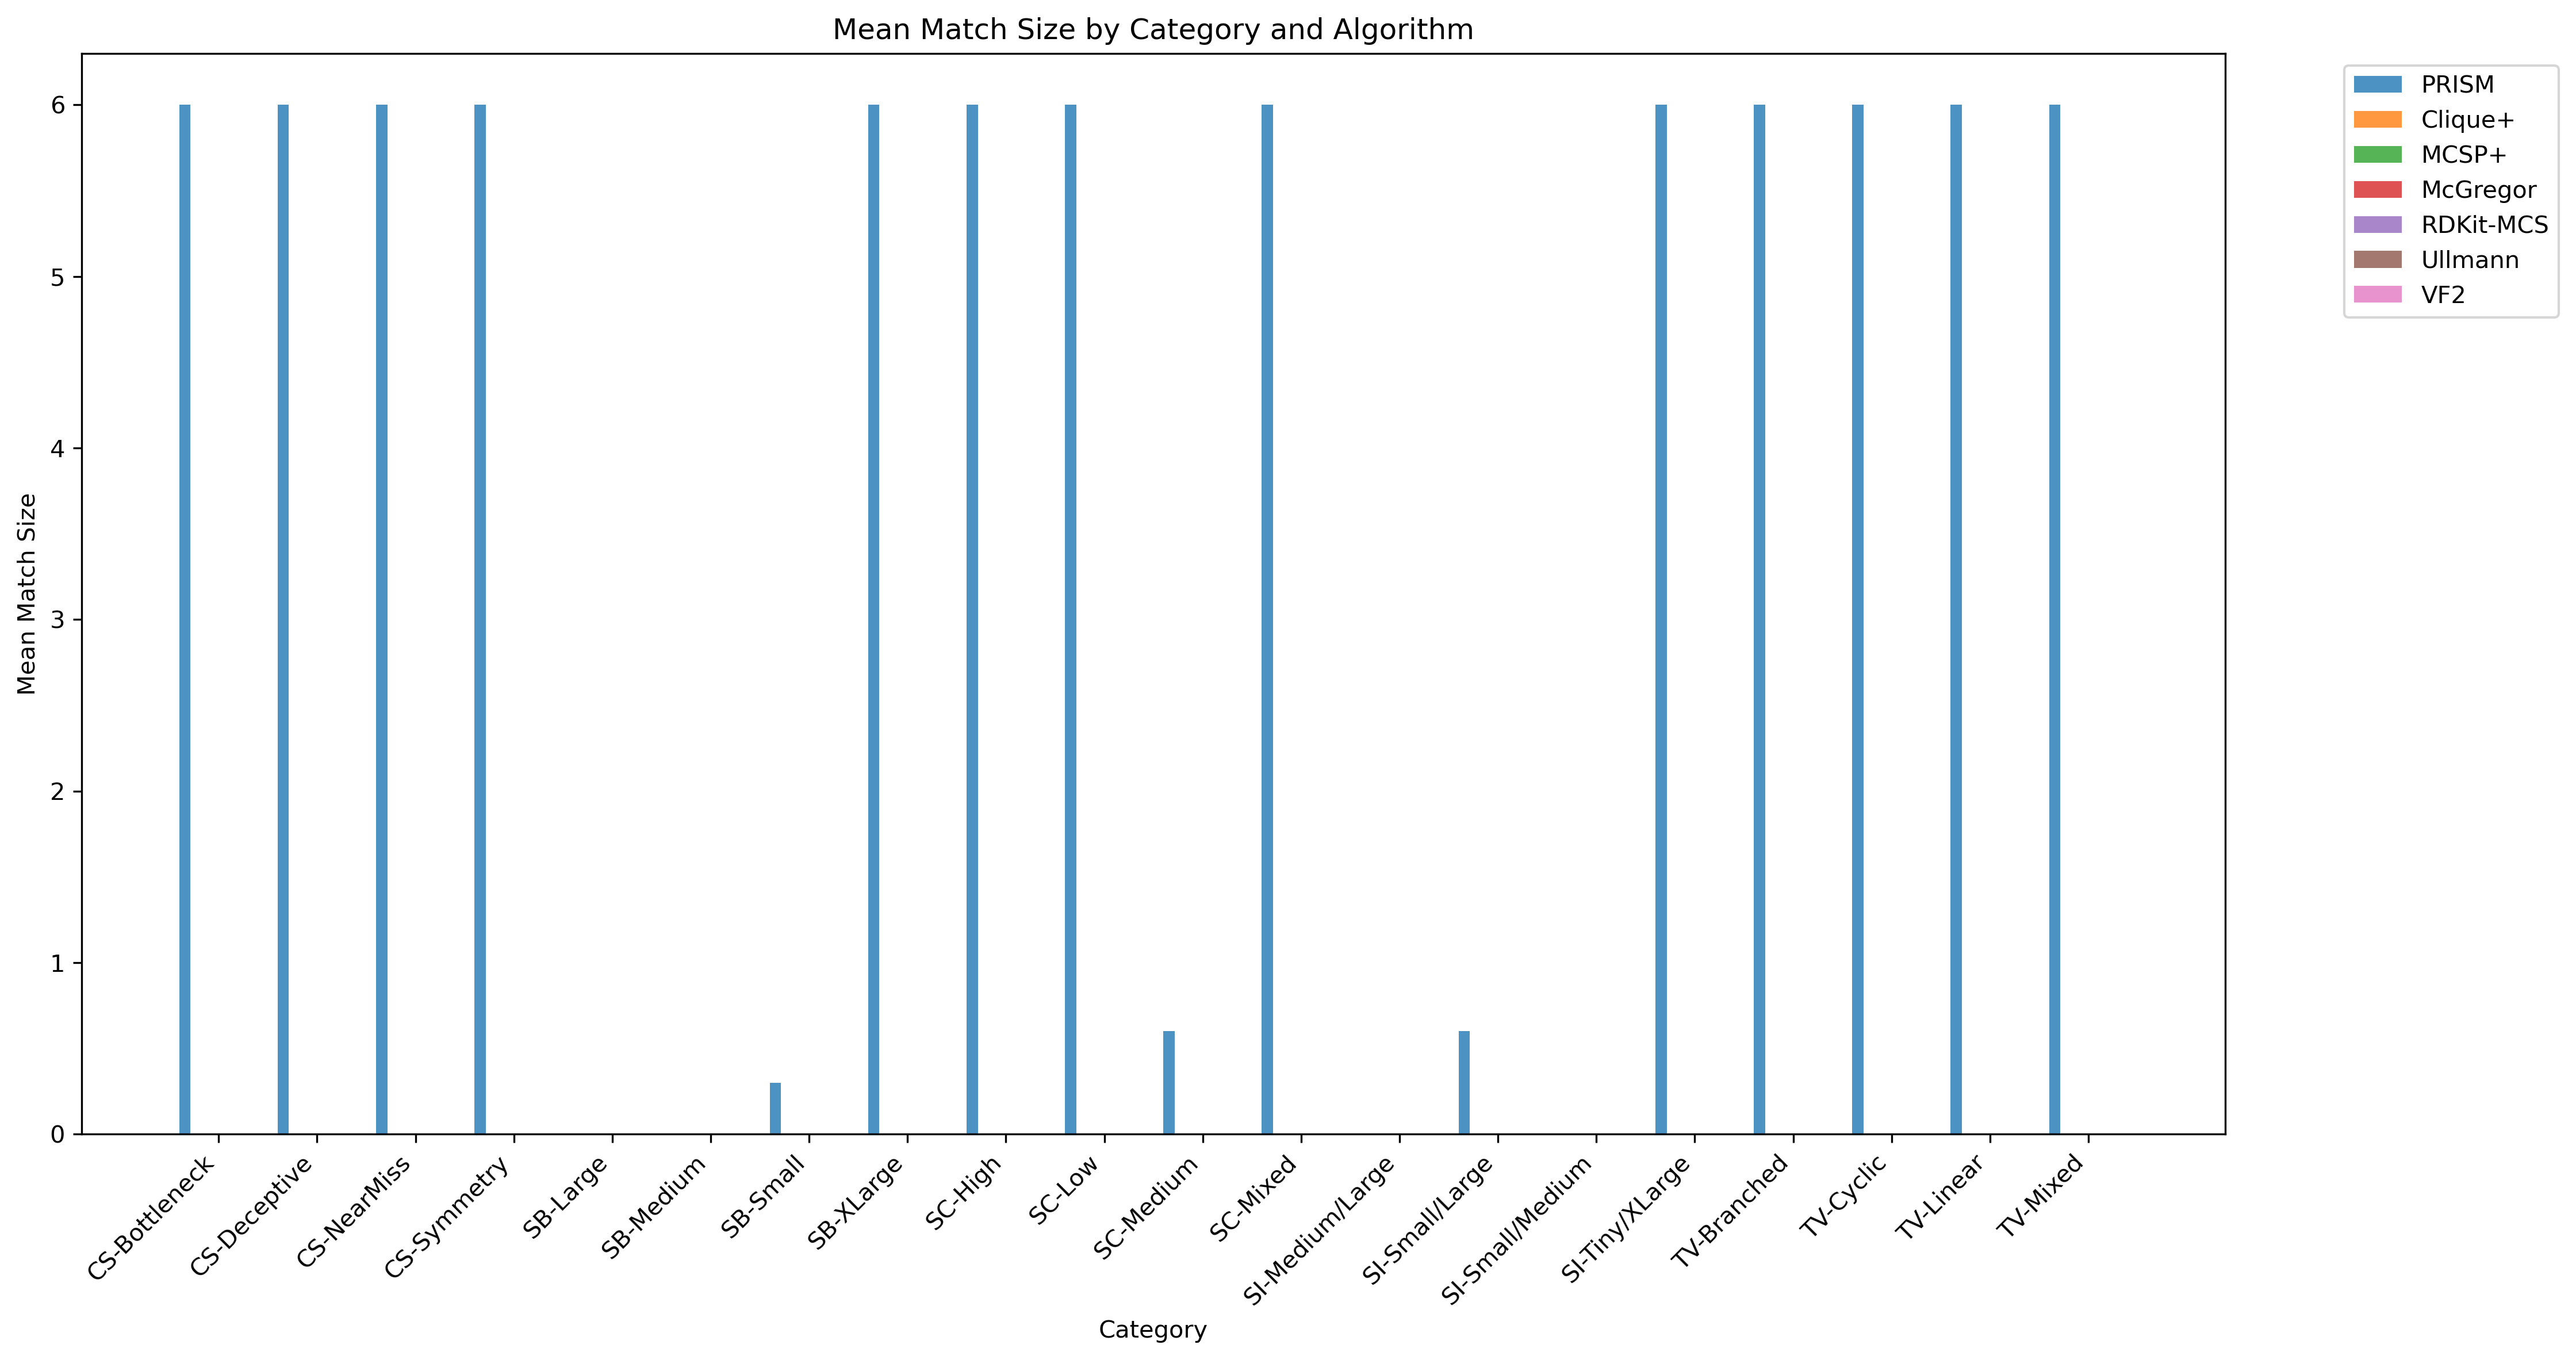 Mean Match Size by Category and Algorithm
PRISM
Clique+
MCSP+
McGregor
RDKit-MCS
Ullmann
VF2
Mean Match Size
6
5
4
3
2
1
0
CS-Bottleneck
CS-Deceptive
CS-NearMiss
CS-Symmetry
SB-Large
SB-Medium
SB-Small
SB-XLarge
SC-High
SC-Low
SC-Medium
SC-Mixed
SI-Medium/Large
SI-Small/Large
SI-Small/Medium
SI-Tiny/XLarge
TV-Branched
TV-Cyclic
TV-Linear
TV-Mixed
Category